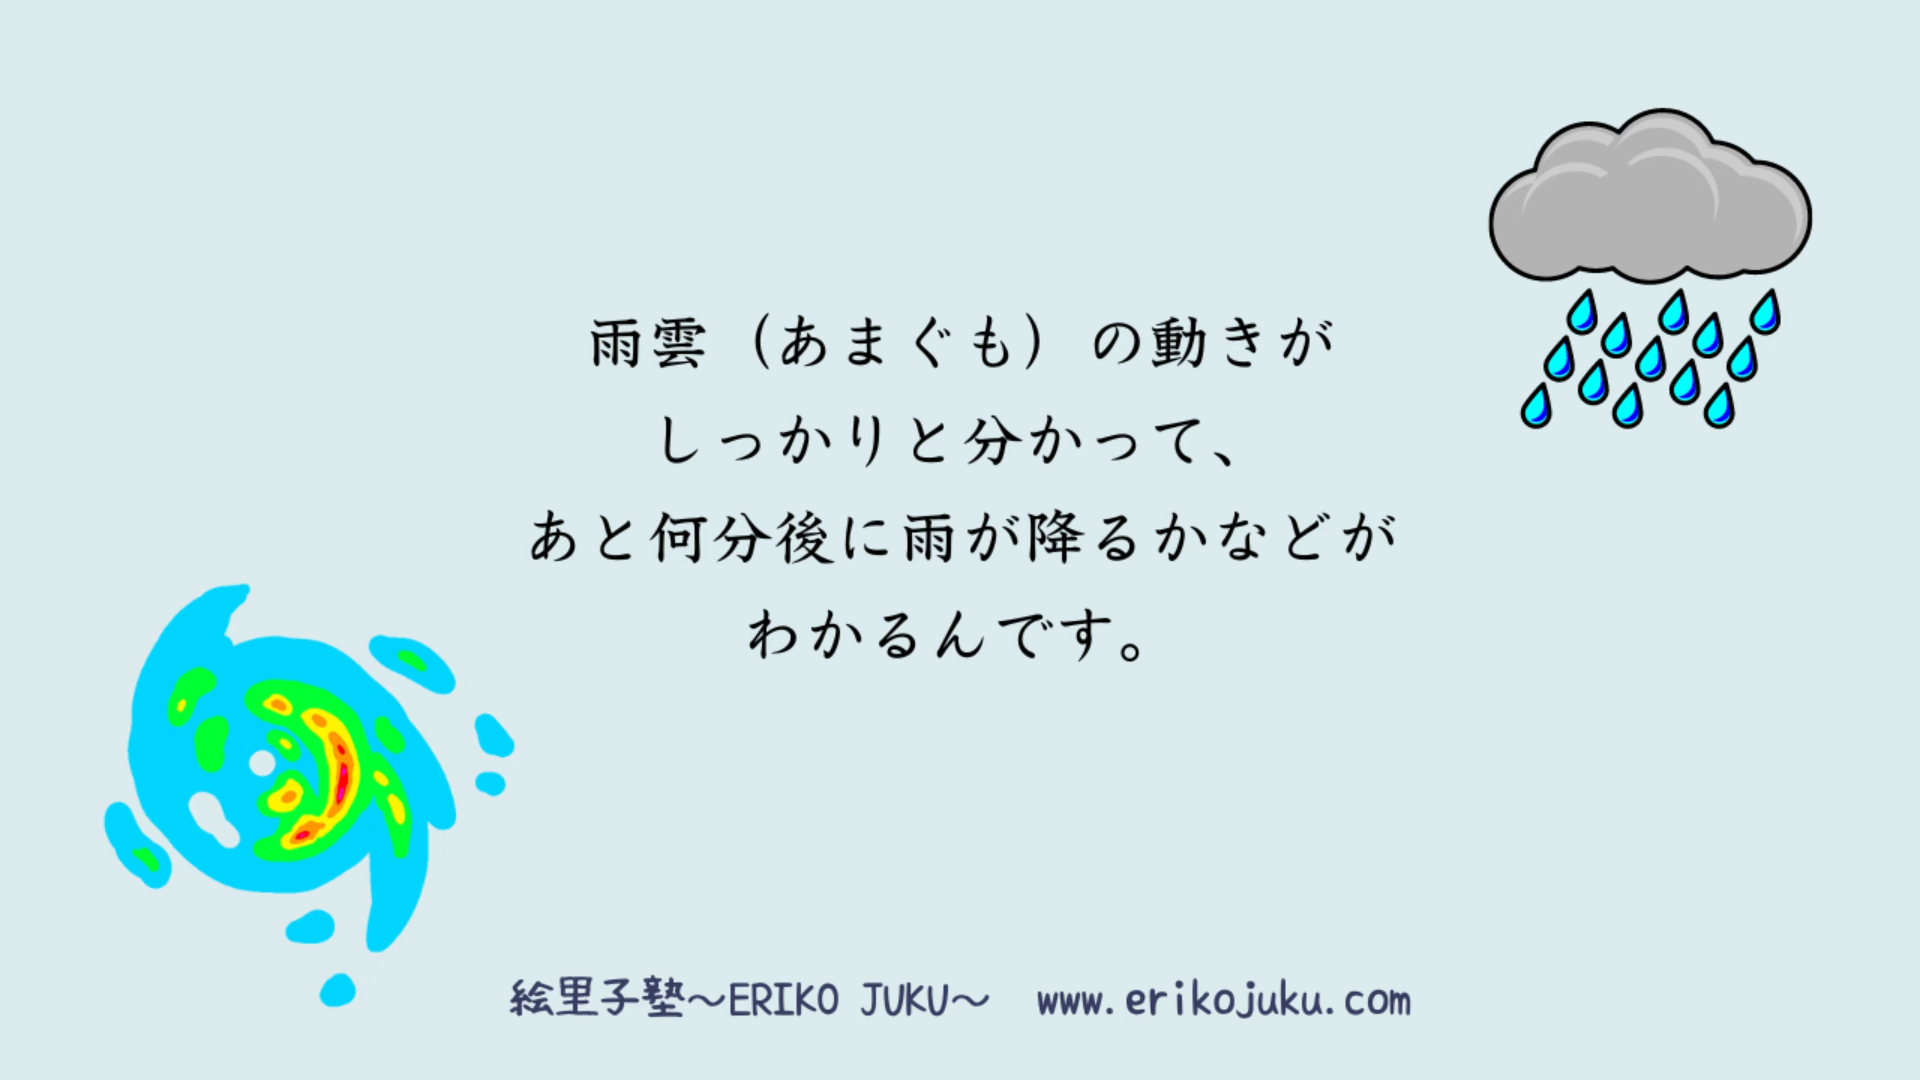 雨雲（あまぐも）の動きが
しっかりと分かって、
あと何分後に雨が降るかなどが
わかるんです。
絵里子塾〜ERIKO JUKU〜　www.erikojuku.com